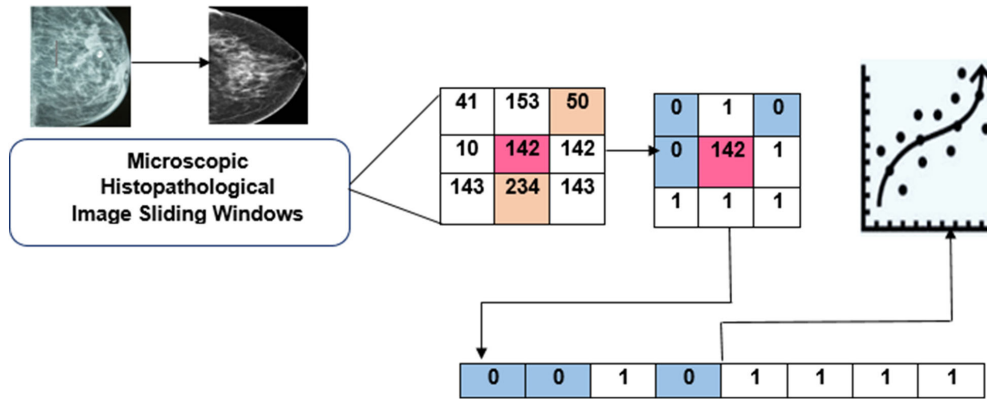 Microscopic
Histopathological
Image Sliding Windows
41 153 50
10 142 142
143 234 143
0 1 0
0 142 1
1 1 1
0 0 1 0 1 1 1 1